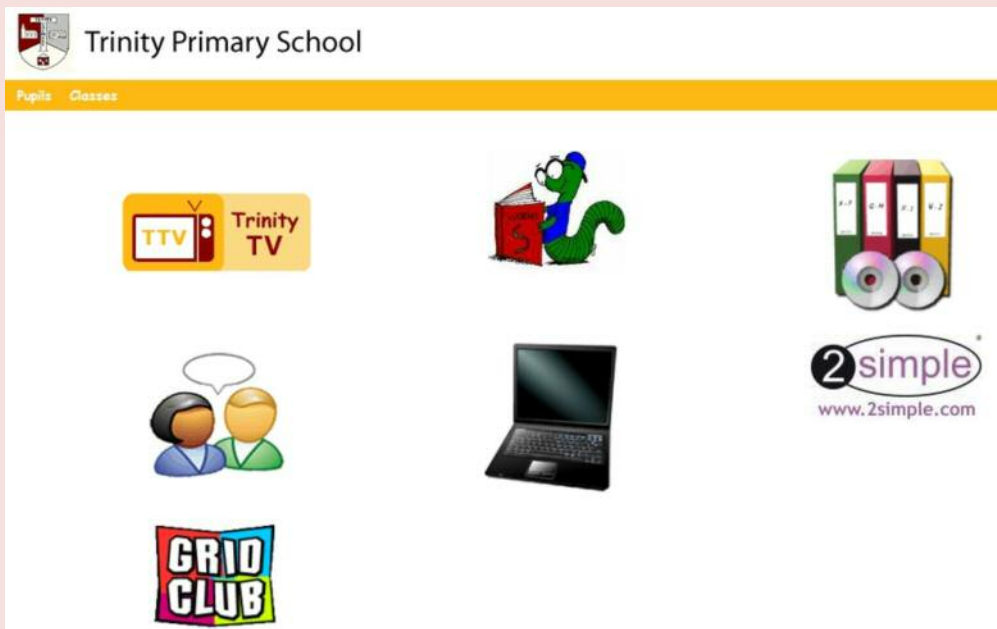 Trinity Primary School
Pupils Classes
TTV
Trinity
TV
2simple
www.2simple.com
GRID
CLUB